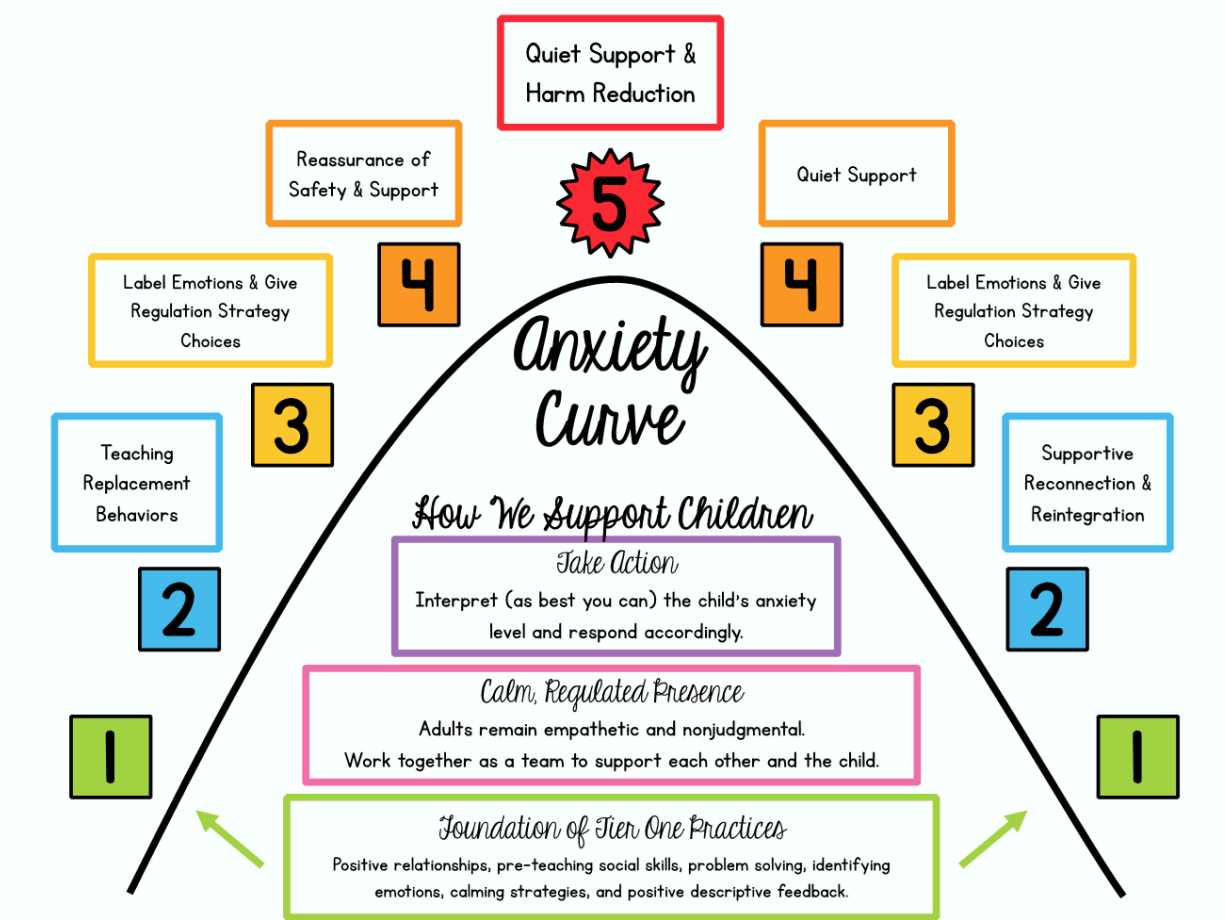 Quiet Support &
Harm Reduction
Reassurance of
Safety & Support
5
Quiet Support
4
4
Label Emotions & Give
Regulation Strategy
Choices
Label Emotions & Give
Regulation Strategy
Choices
Anxiety
Curve
3
3
Teaching
Replacement
Behaviors
Supportive
Reconnection &
Reintegration
How We Support Children
Take Action
Interpret (as best you can) the child's anxiety
level and respond accordingly.
2
2
Calm, Regulated Presence
Adults remain empathetic and nonjudgmental.
Work together as a team to support each other and the child.
1
1
Foundation of Tier One Practices
Positive relationships, pre-teaching social skills, problem solving, identifying
emotions, calming strategies, and positive descriptive feedback.